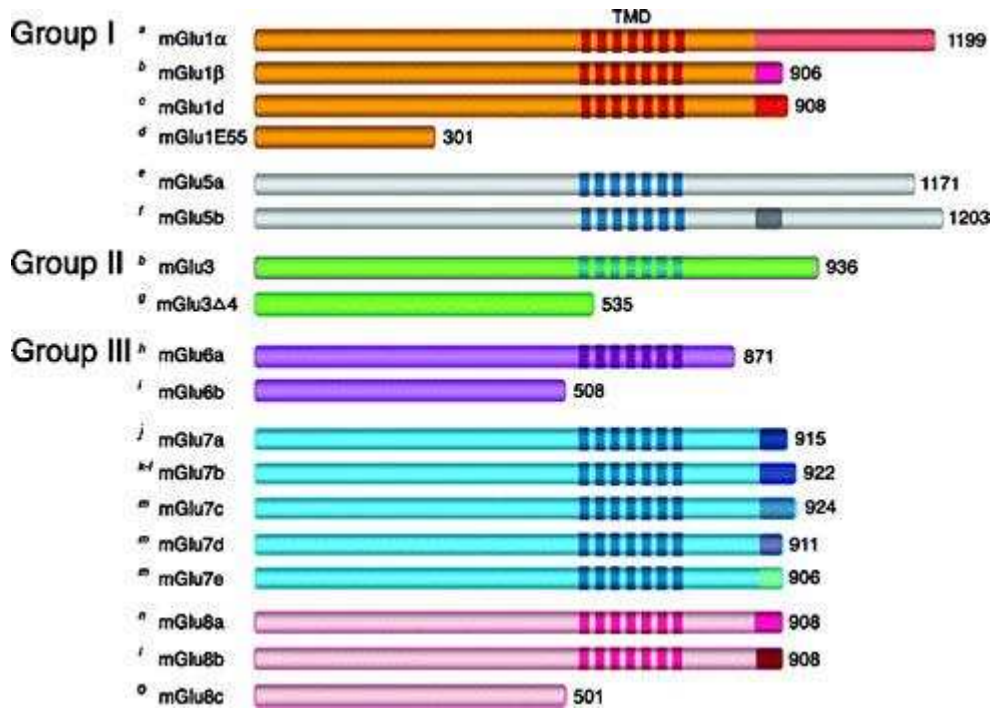 TMD
Group I a mGlu1α 1199
b mGlu1β 906
c mGlu1d 908
d mGlu1E55 301
e mGlu5a 1171
f mGlu5b 1203
Group II b mGlu3 936
g mGlu3Δ4 535
Group III h mGlu6a 871
i mGlu6b 508
j mGlu7a 915
k-l mGlu7b 922
m mGlu7c 924
m mGlu7d 911
m mGlu7e 906
n mGlu8a 908
i mGlu8b 908
o mGlu8c 501